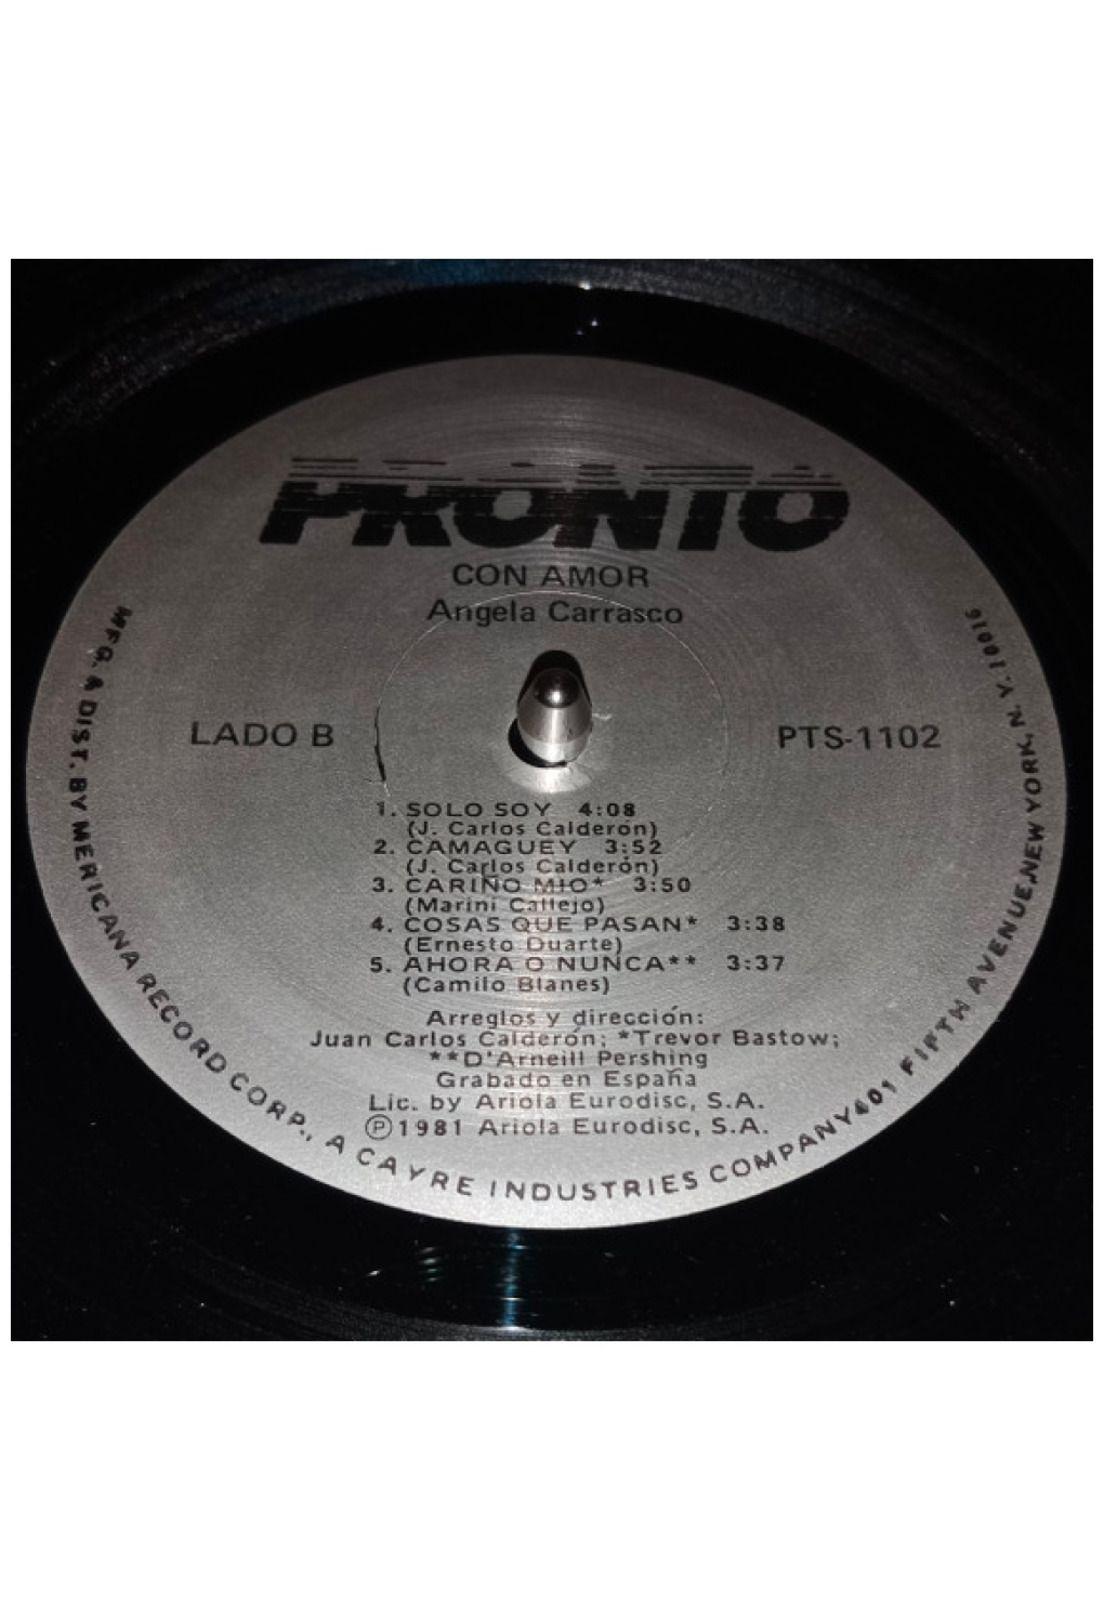 PRONTO
CON AMOR
Angela Carrasco
LADO B
PTS-1102
1. SOLO SOY 4:08
(J. Carlos Calderón)
2. CAMAGUEY 3:52
(J. Carlos Calderón)
3. CARIÑO MIO* 3:50
(Marini Callejo)
4. COSAS QUE PASAN* 3:38
(Ernesto Duarte)
5. AHORA O NUNCA** 3:37
(Camilo Blanes)
Arreglos y dirección:
Juan Carlos Calderón; *Trevor Bastow;
**D'Arneill Pershing
Grabado en España
Lic. by Ariola Eurodisc, S.A.
Ⓟ1981 Ariola Eurodisc, S.A.
MFG. & DIST. BY MERICANA RECORD CORP., A CAYRE INDUSTRIES COMPANY 401 FIFTH AVENUE, NEW YORK, N.Y. 10016